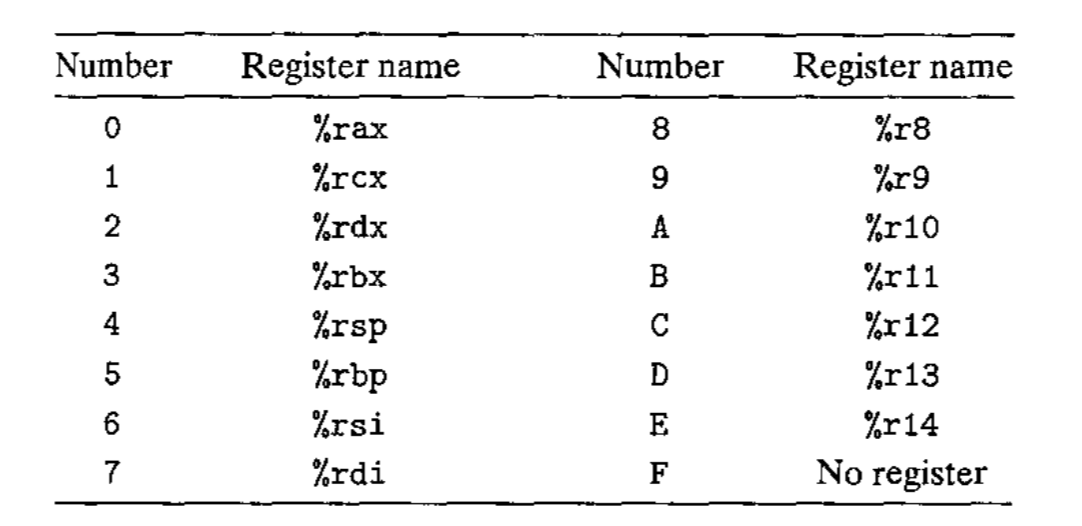 Number Register name Number Register name
0 %rax 8 %r8
1 %rcx 9 %r9
2 %rdx A %r10
3 %rbx B %r11
4 %rsp C %r12
5 %rbp D %r13
6 %rsi E %r14
7 %rdi F No register